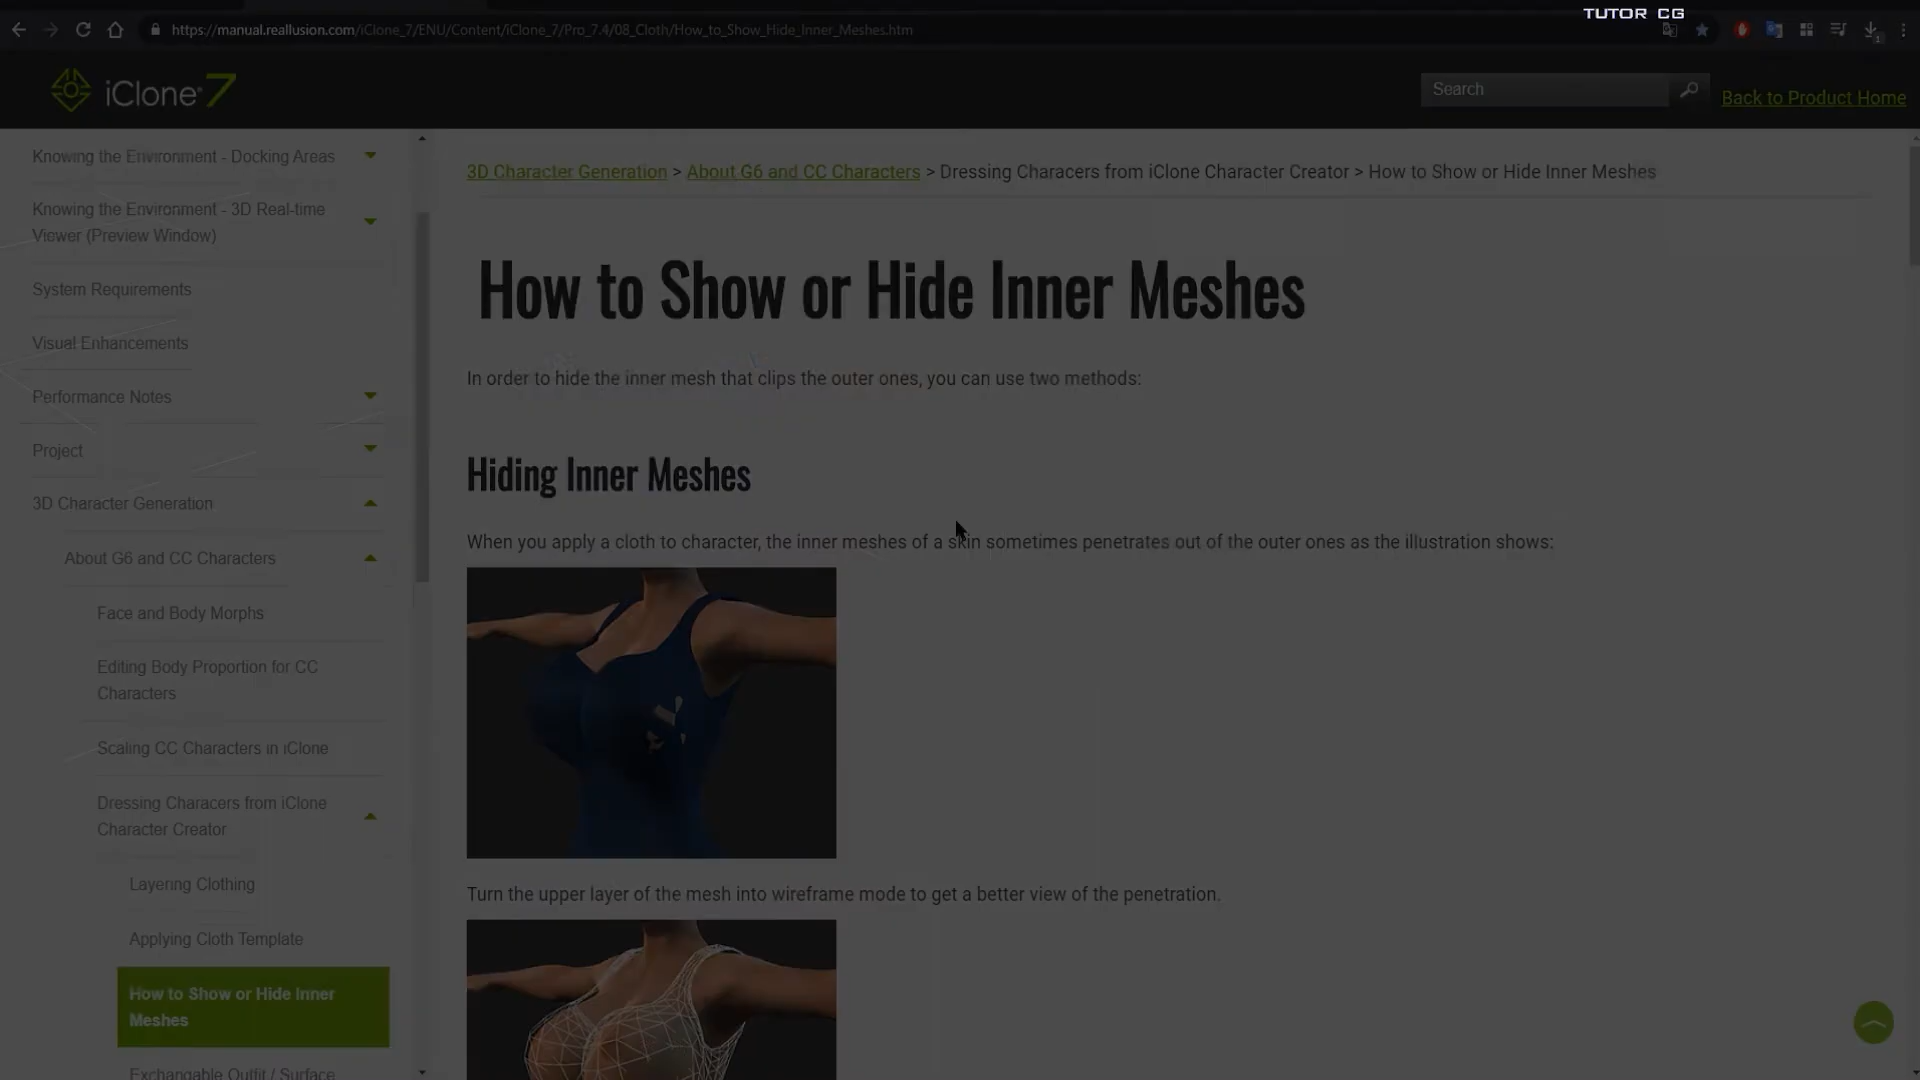 TUTOR CG
https://manual.reallusion.com/iClone_7/ENU/Content/iClone_7/Pro_7.4/08_Cloth/How_to_Show_Hide_Inner_Meshes.htm
iClone 7
Search
Back to Product Home
Knowing the Environment - Docking Areas
Knowing the Environment - 3D Real-time
Viewer (Preview Window)
System Requirements
Visual Enhancements
Performance Notes
Project
3D Character Generation
About G6 and CC Characters
Face and Body Morphs
Editing Body Proportion for CC
Characters
Scaling CC Characters in iClone
Dressing Characers from iClone
Character Creator
Layering Clothing
Applying Cloth Template
How to Show or Hide Inner
Meshes
Exchangable Outfit / Surface
3D Character Generation > About G6 and CC Characters > Dressing Characers from iClone Character Creator > How to Show or Hide Inner Meshes
How to Show or Hide Inner Meshes
In order to hide the inner mesh that clips the outer ones, you can use two methods:
Hiding Inner Meshes
When you apply a cloth to character, the inner meshes of a skin sometimes penetrates out of the outer ones as the illustration shows:
Turn the upper layer of the mesh into wireframe mode to get a better view of the penetration.